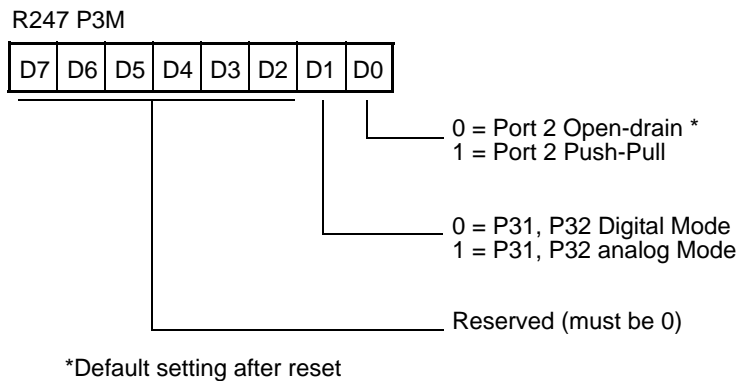 R247 P3M
D7 D6 D5 D4 D3 D2 D1 D0
0 = Port 2 Open-drain *
1 = Port 2 Push-Pull
0 = P31, P32 Digital Mode
1 = P31, P32 analog Mode
Reserved (must be 0)
*Default setting after reset